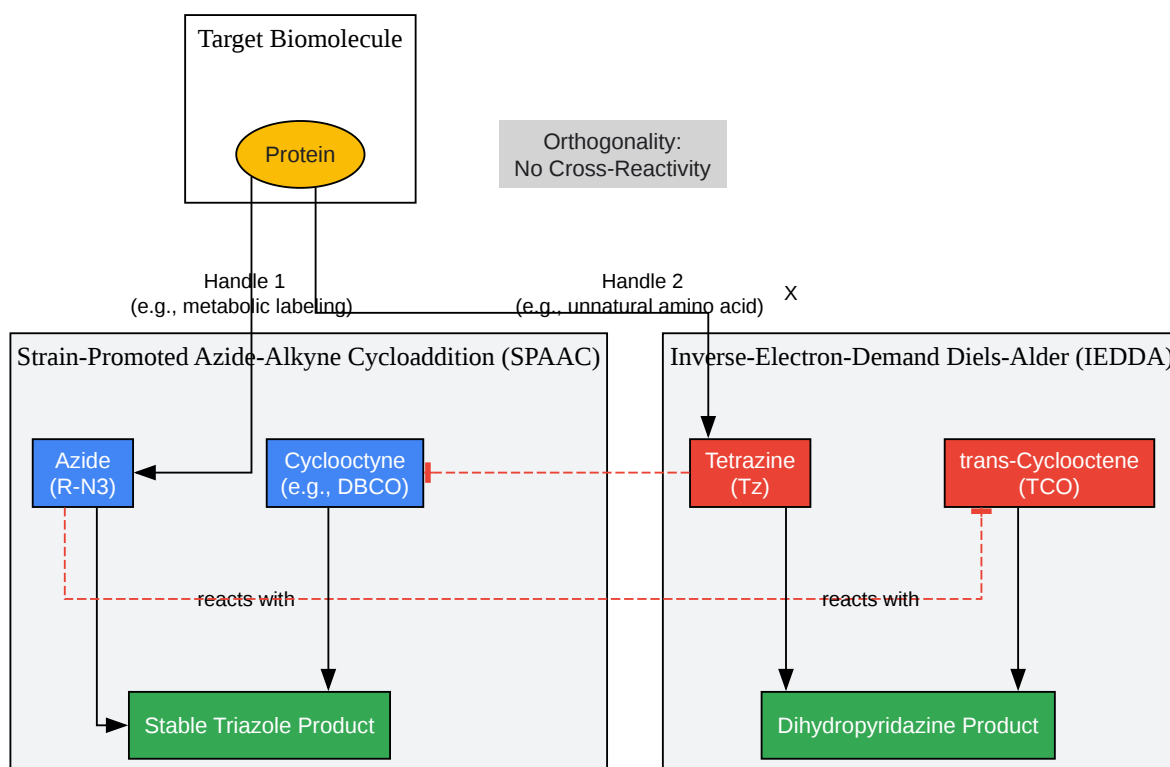 Target Biomolecule
Protein
Orthogonality:
No Cross-Reactivity
Handle 1
(e.g., metabolic labeling)
Handle 2
(e.g., unnatural amino acid)
X
Strain-Promoted Azide-Alkyne Cycloaddition (SPAAC)
Inverse-Electron-Demand Diels-Alder (IEDDA)
Azide
(R-N3)
Cyclooctyne
(e.g., DBCO)
Tetrazine
(Tz)
trans-Cyclooctene
(TCO)
reacts with
reacts with
Stable Triazole Product
Dihydropyridazine Product